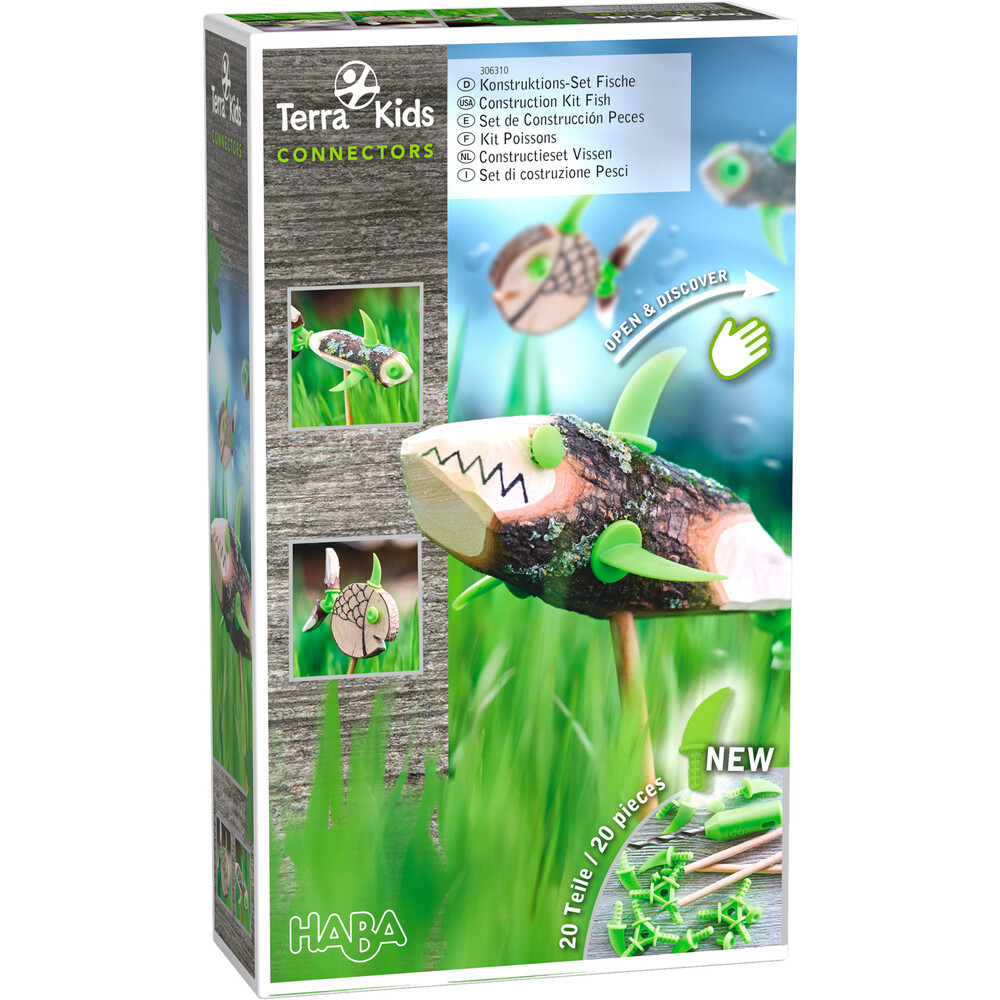 Terra Kids
CONNECTORS
306310
D Konstruktions-Set Fische
USA Construction Kit Fish
E Set de Construcción Peces
F Kit Poissons
NL Constructieset Vissen
I Set di costruzione Pesci
OPEN & DISCOVER
NEW
20 Teile / 20 pieces
HABA
Terra Kids
CONNECTORS